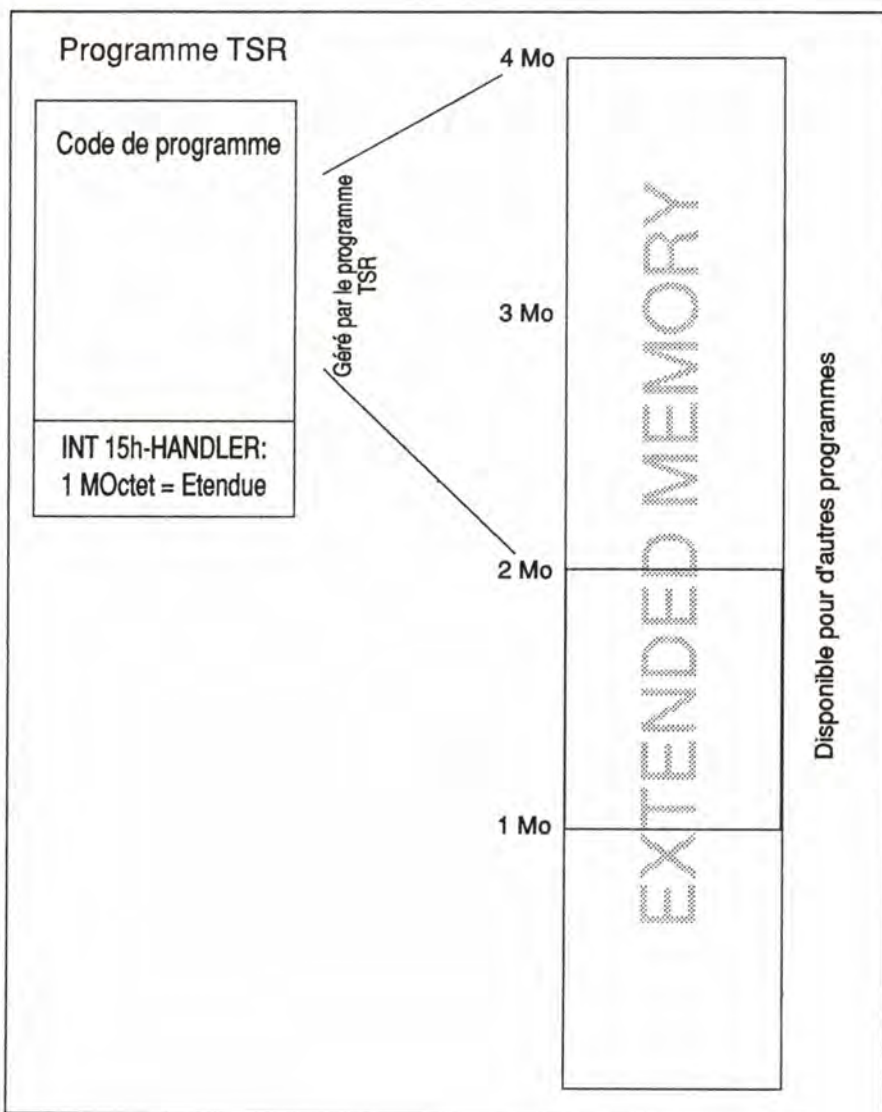 Programme TSR
Code de programme
INT 15h-HANDLER:
1 MOctet = Etendue
Géré par le programme
TSR
4 Mo
3 Mo
2 Mo
1 Mo
EXTENDED MEMORY
Disponible pour d'autres programmes